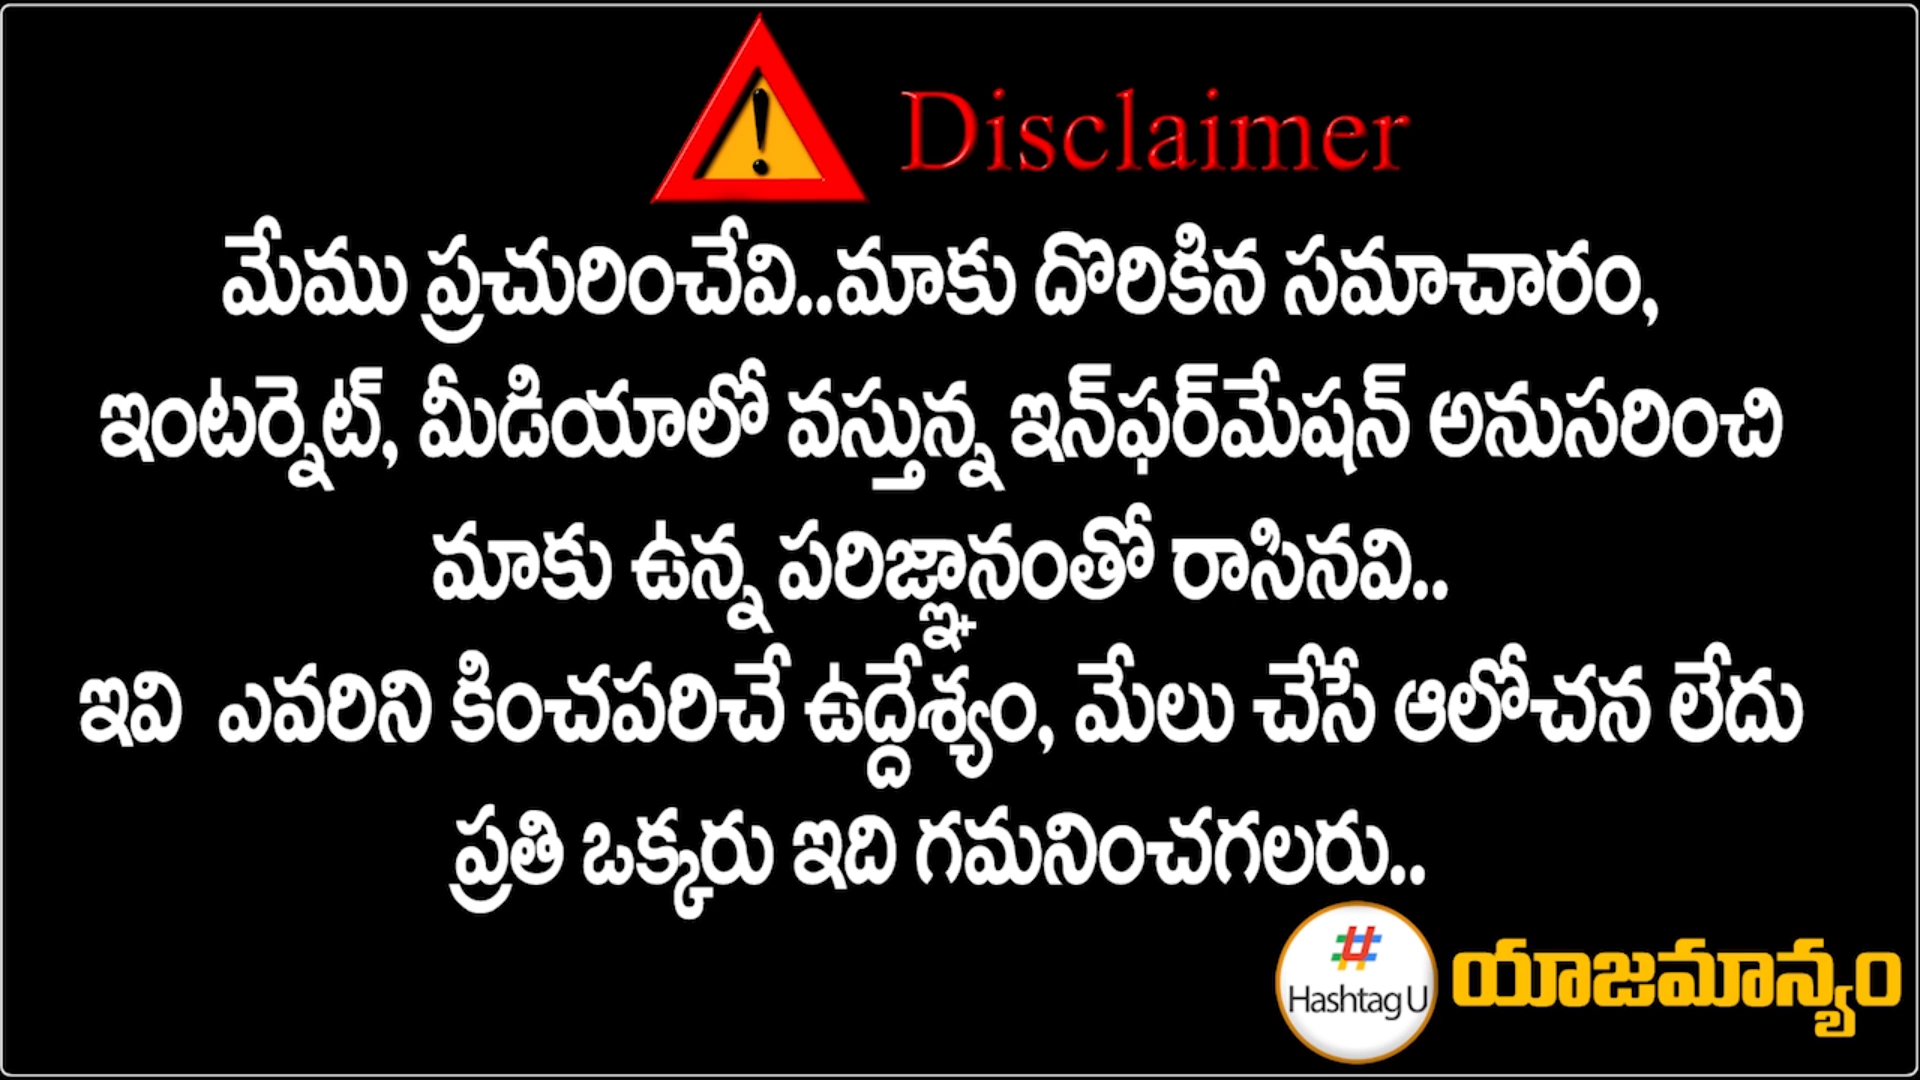 Disclaimer
మేము ప్రచురించేవి..మాకు దొరికిన సమాచారం,
ఇంటర్నెట్, మీడియాలో వస్తున్న ఇన్‌ఫర్‌మేషన్ అనుసరించి
మాకు ఉన్న పరిజ్ఞానంతో రాసినవి..
ఇవి ఎవరిని కించపరిచే ఉద్దేశ్యం, మేలు చేసే ఆలోచన లేదు
ప్రతి ఒక్కరు ఇది గమనించగలరు..
Hashtag U
యాజమాన్యం